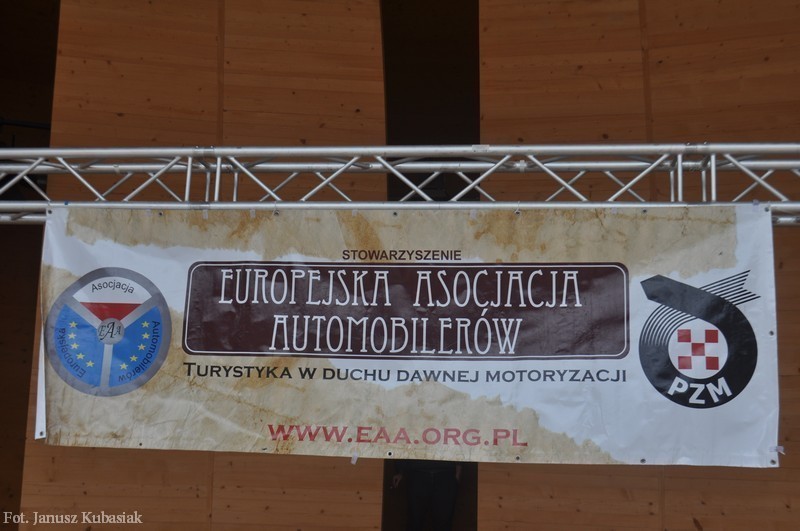 STOWARZYSZENIE
EUROPEJSKA ASOCJACJA
AUTOMOBILERÓW
TURYSTYKA W DUCHU DAWNEJ MOTORYZACJI
WWW.EAA.ORG.PL
Asocjacja
EAA
Automobilerów
Europejska
PZM
Fot. Janusz Kubasiak